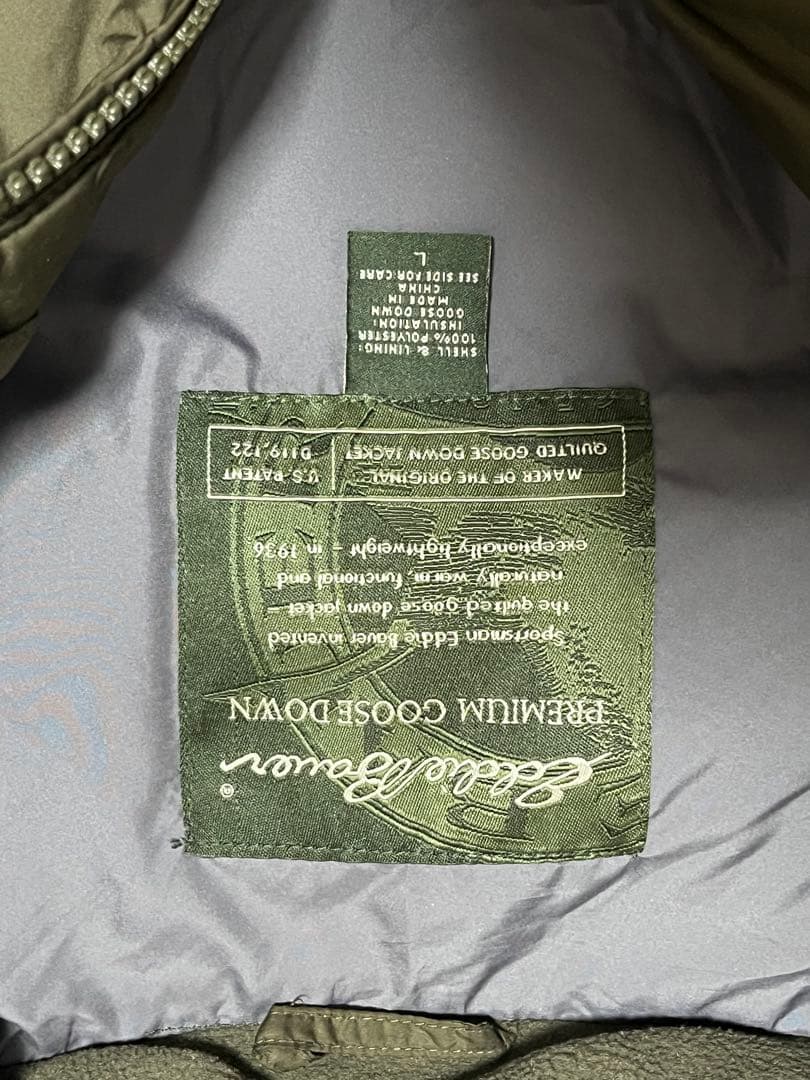 Eddie Bauer®
PREMIUM GOOSE DOWN
Sportsman Eddie Bauer invented
the quilted goose down jacket –
naturally warm, functional and
exceptionally lightweight – in 1936
MAKER OF THE ORIGINAL
QUILTED GOOSE DOWN JACKET
U.S. PATENT
D119,122
SHELL & LINING:
100% POLYESTER
INSULATION:
GOOSE DOWN
MADE IN
CHINA
SEE SIDE FOR CARE
L